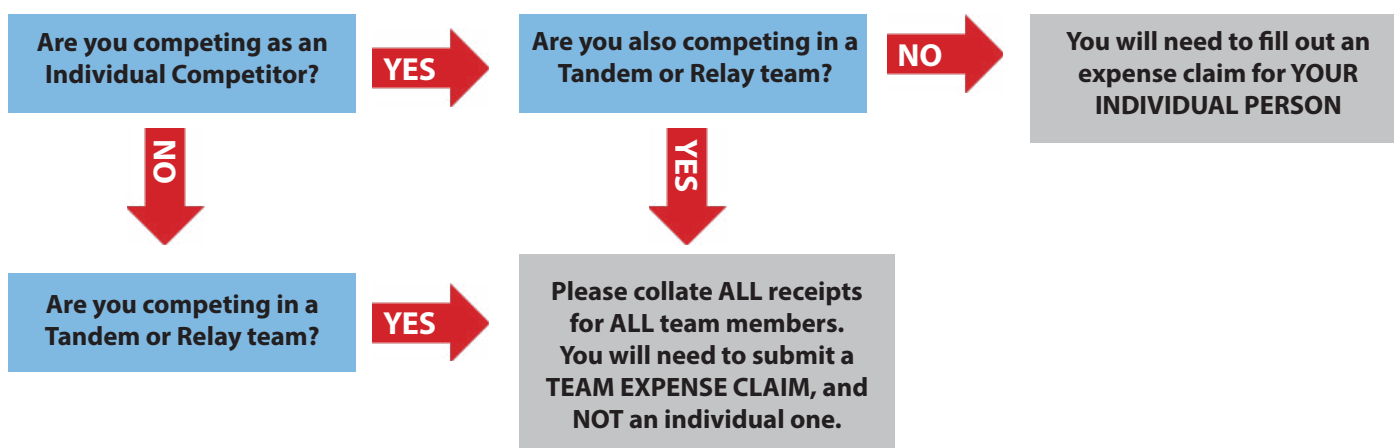 Are you competing as an
Individual Competitor?
YES
Are you also competing in a
Tandem or Relay team?
NO
You will need to fill out an
expense claim for YOUR
INDIVIDUAL PERSON
NO
YES
Are you competing in a
Tandem or Relay team?
YES
Please collate ALL receipts
for ALL team members.
You will need to submit a
TEAM EXPENSE CLAIM, and
NOT an individual one.